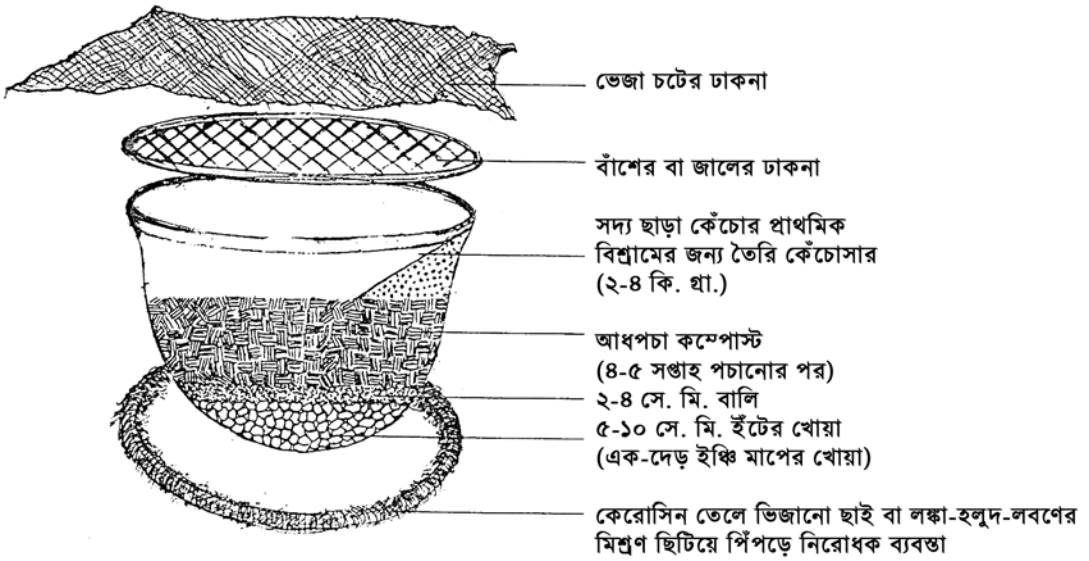 ভেজা চটের ঢাকনা
বাঁশের বা জালের ঢাকনা
সদ্য ছাড়া কেঁচোর প্রাথমিক
বিশ্রামের জন্য তৈরি কেঁচোসার
(২-৪ কি. গ্রা.)
আধপচা কম্পোস্ট
(৪-৫ সপ্তাহ পচানোর পর)
২-৪ সে. মি. বালি
৫-১০ সে. মি. ইঁটের খোয়া
(এক-দেড় ইঞ্চি মাপের খোয়া)
কেরোসিন তেলে ভিজানো ছাই বা লঙ্কা-হলুদ-লবণের
মিশ্রণ ছিটিয়ে পিঁপড়ে নিরোধক ব্যবস্তা